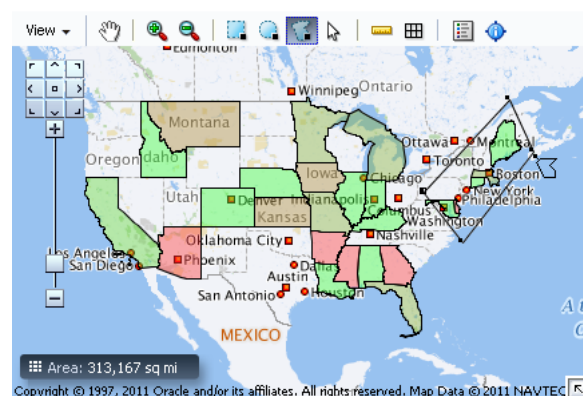 View
Edmonton
Winnipeg
Ontario
Montana
Ottawa
Montréal
Oregon
Idaho
Toronto
Iowa
Chicago
Boston
Utah
Denver
Indianapolis
New York
Philadelphia
Kansas
Columbus
Washington
Oklahoma City
Nashville
Los Angeles
San Diego
Phoenix
Dallas
Austin
San Antonio
Houston
MEXICO
Area: 313,167 sq mi
Copyright © 1997, 2011 Oracle and/or its affiliates. All rights reserved. Map Data © 2011 NAVTEC